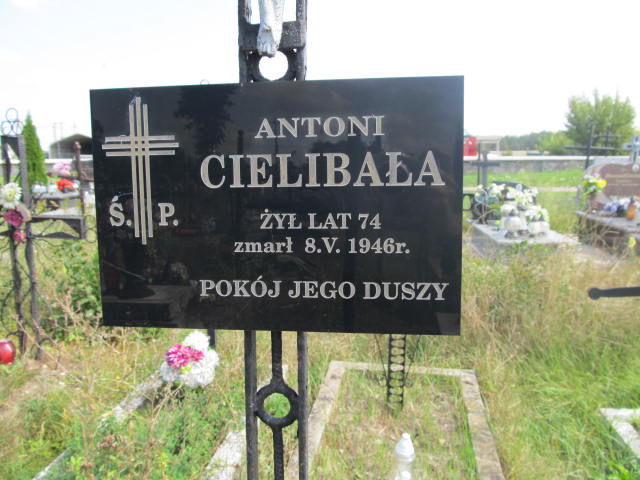 ANTONI
CIELIBAŁA
Ś. P.
ŻYŁ LAT 74
zmarł 8.V. 1946r.
POKÓJ JEGO DUSZY